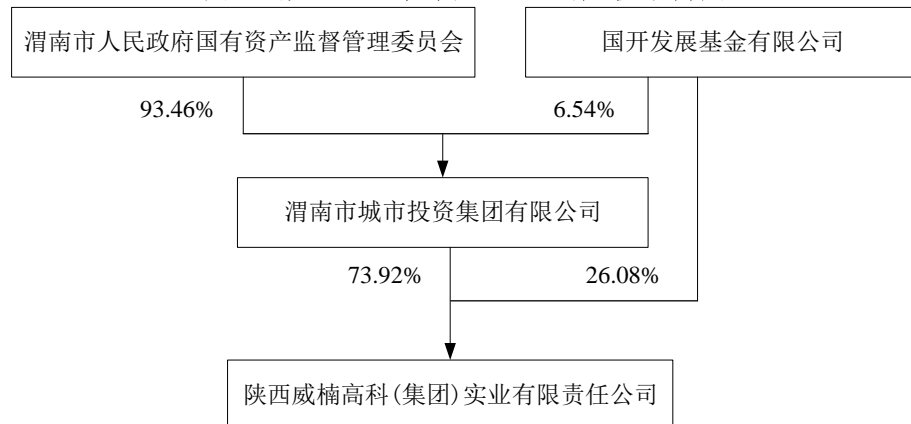 渭南市人民政府国有资产监督管理委员会
国开发展基金有限公司
93.46%
6.54%
渭南市城市投资集团有限公司
73.92%
26.08%
陕西威楠高科(集团)实业有限责任公司